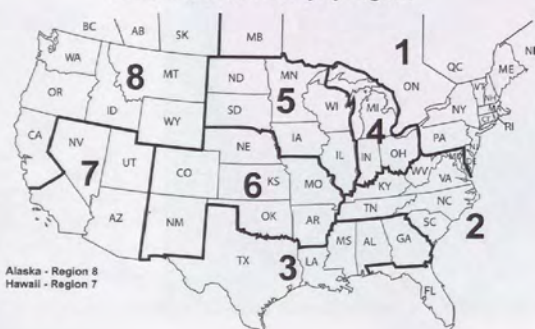 BC
AB
SK
MB
1
ON
QC
WA
MT
8
ND
MN
ME
OR
ID
SD
5
WI
MI
NY
VT
WY
4
PA
RI
CA
NV
IA
NE
IL
IN
OH
7
UT
CO
6
KS
MO
KY
WV
VA
AZ
NM
OK
AR
TN
NC
2
SC
MS
AL
GA
TX
3
LA
FL
Alaska - Region 8
Hawaii - Region 7